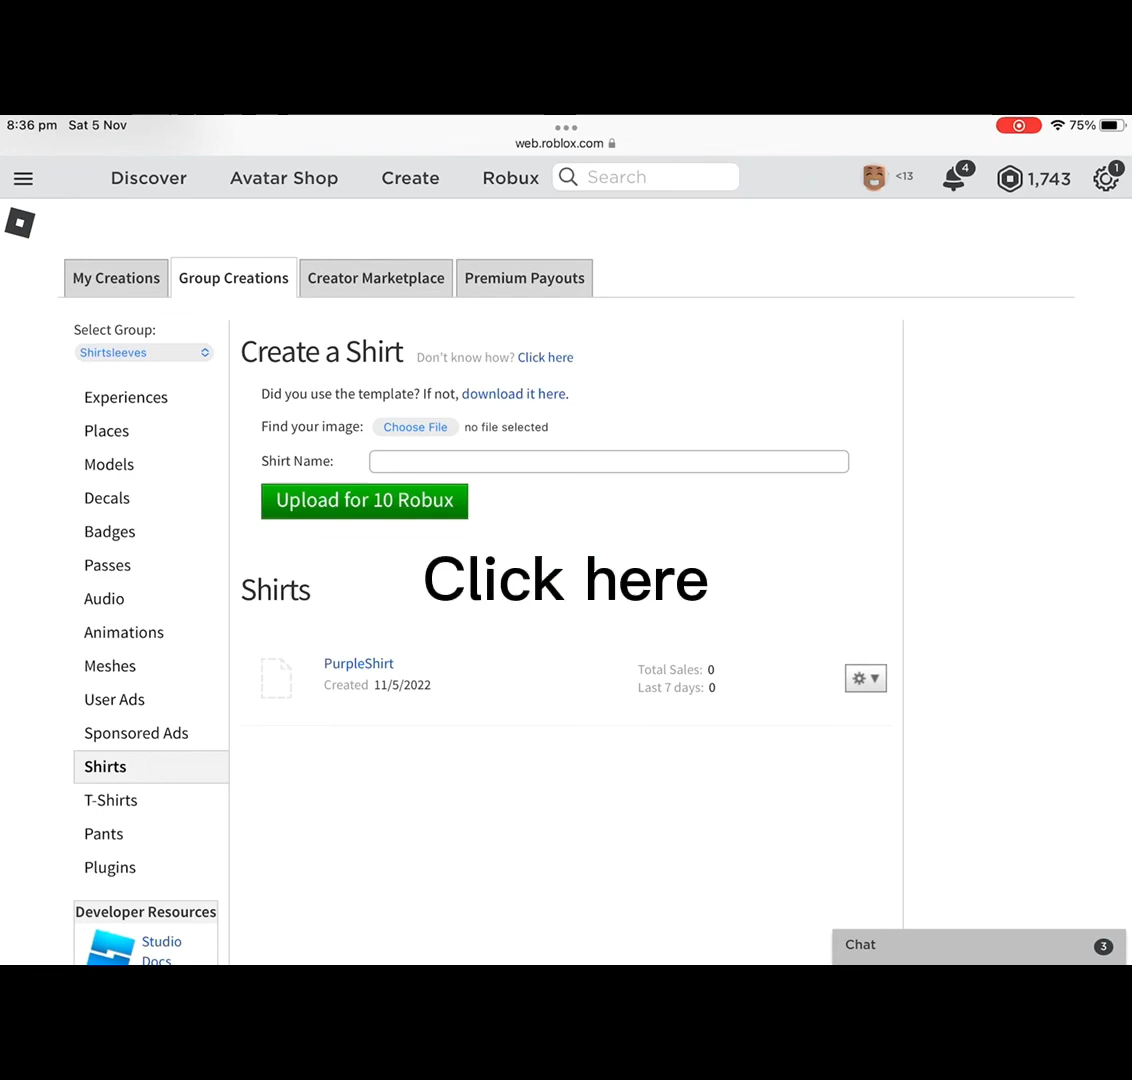 8:36 pm Sat 5 Nov
75%
web.roblox.com
Discover Avatar Shop Create Robux Search <13 4 1,743 1
My Creations Group Creations Creator Marketplace Premium Payouts
Select Group:
Shirtsleeves
Experiences
Places
Models
Decals
Badges
Passes
Audio
Animations
Meshes
User Ads
Sponsored Ads
Shirts
T-Shirts
Pants
Plugins
Developer Resources
Studio
Docs
Create a Shirt Don't know how? Click here
Did you use the template? If not, download it here.
Find your image: Choose File no file selected
Shirt Name:
Upload for 10 Robux
Click here
Shirts
PurpleShirt
Created 11/5/2022
Total Sales: 0
Last 7 days: 0
Chat 3